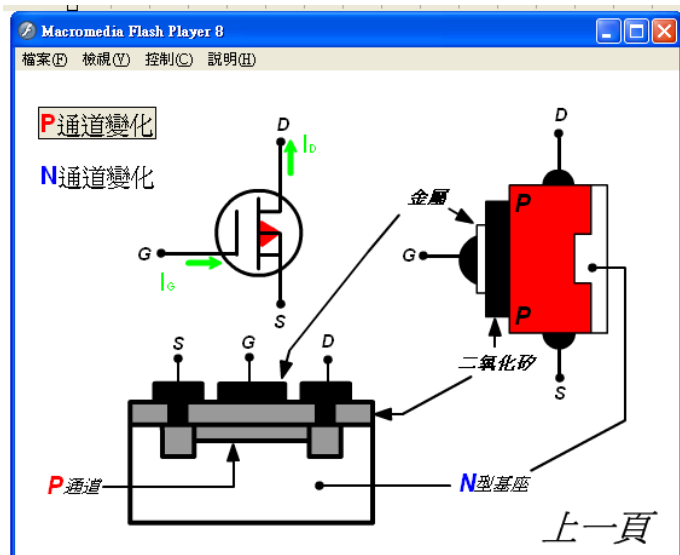 Macromedia Flash Player 8
檔案(F) 檢視(V) 控制(C) 說明(H)
P通道變化
N通道變化
D
I_D
G
I_G
S
金屬
D
P
G
P
S
二氧化矽
S G D
P通道
N型基座
上一頁